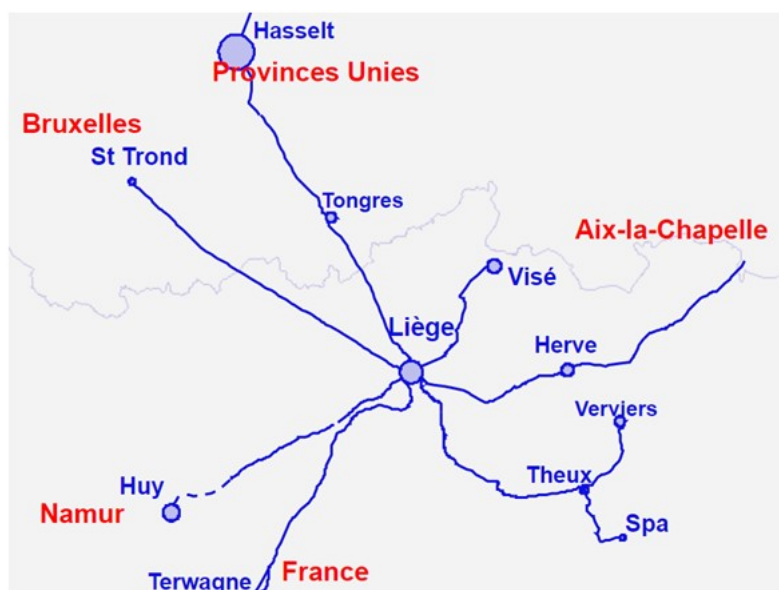 Hasselt
Provinces Unies
Bruxelles
St Trond
Tongres
Aix-la-Chapelle
Visé
Liège
Herve
Verviers
Theux
Huy
Namur
Spa
France
Terwagne